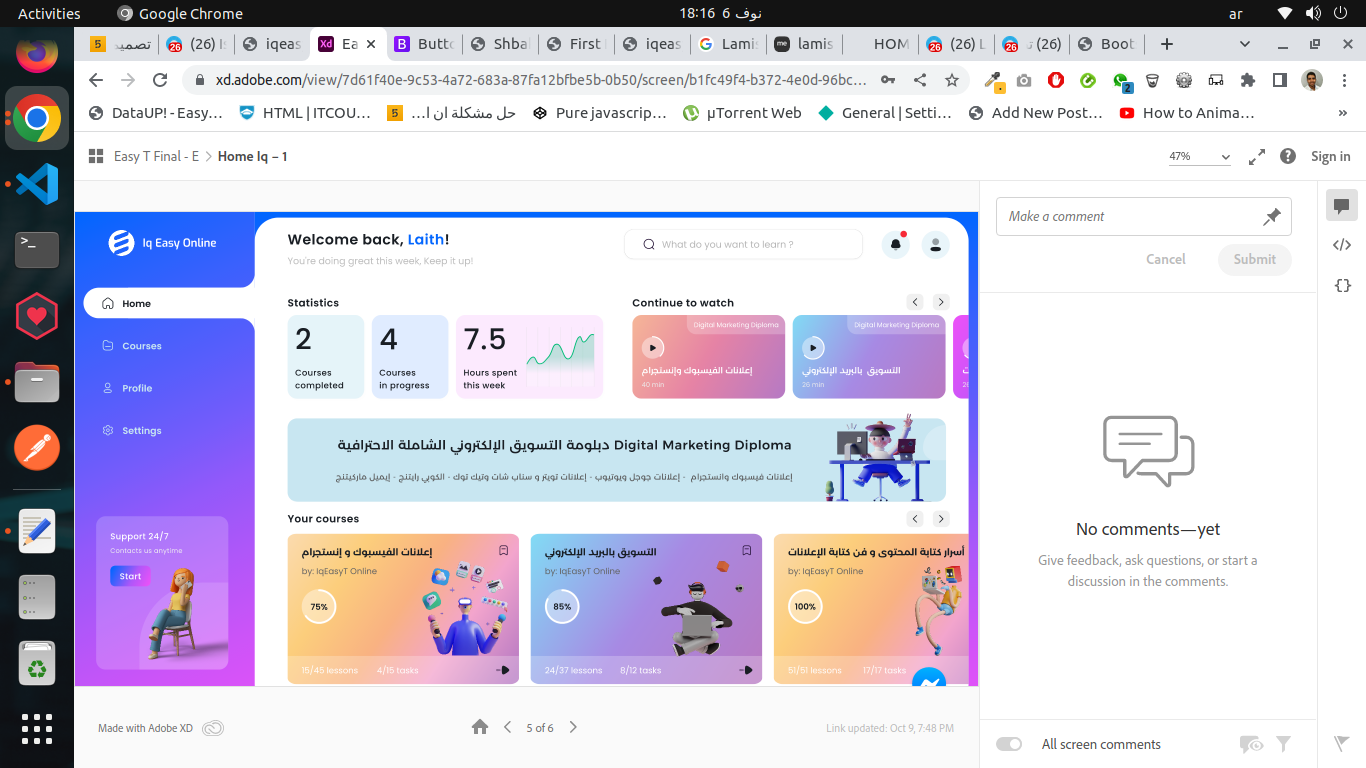 Activities
Google Chrome
18:16 6 نوف
ar
تصميم
(26)
iqeas
Ea
Butto
Shba
First
iqeas
Lamis
lamis
HOM
(26)
(26)
Boot
xd.adobe.com/view/7d61f40e-9c53-4a72-683a-87fa12bfbe5b-0b50/screen/b1fc49f4-b372-4e0d-96bc...
DataUP! - Easy...
HTML | ITCOU...
حل مشكلة ان ا...
Pure javascrip...
µTorrent Web
General | Setti...
Add New Post...
How to Anima...
Easy T Final - E
Home Iq – 1
47%
Sign in
Iq Easy Online
Home
Courses
Profile
Settings
Support 24/7
Contacts us anytime
Start
Welcome back, Laith!
You're doing great this week, Keep it up!
What do you want to learn ?
Statistics
2
Courses
completed
4
Courses
in progress
7.5
Hours spent
this week
Continue to watch
Digital Marketing Diploma
إعلانات الفيسبوك وإنستجرام
40 min
Digital Marketing Diploma
التسويق بالبريد الإلكتروني
26 min
دبلومة التسويق الإلكتروني الشاملة الاحترافية Digital Marketing Diploma
إعلانات فيسبوك وانستجرام - إعلانات جوجل ويوتيوب - إعلانات تويتر و سناب شات وتيك توك - الكوبي رايتنج - إيميل ماركيتنج
Your courses
إعلانات الفيسبوك و إنستجرام
by: IqEasyT Online
75%
15/45 lessons 4/15 tasks
التسويق بالبريد الإلكتروني
by: IqEasyT Online
85%
24/37 lessons 8/12 tasks
أسرار كتابة المحتوى و فن كتابة الإعلانات
by: IqEasyT Online
100%
51/51 lessons 17/17 tasks
Made with Adobe XD
5 of 6
Link updated: Oct 9, 7:48 PM
Make a comment
Cancel
Submit
No comments—yet
Give feedback, ask questions, or start a
discussion in the comments.
All screen comments